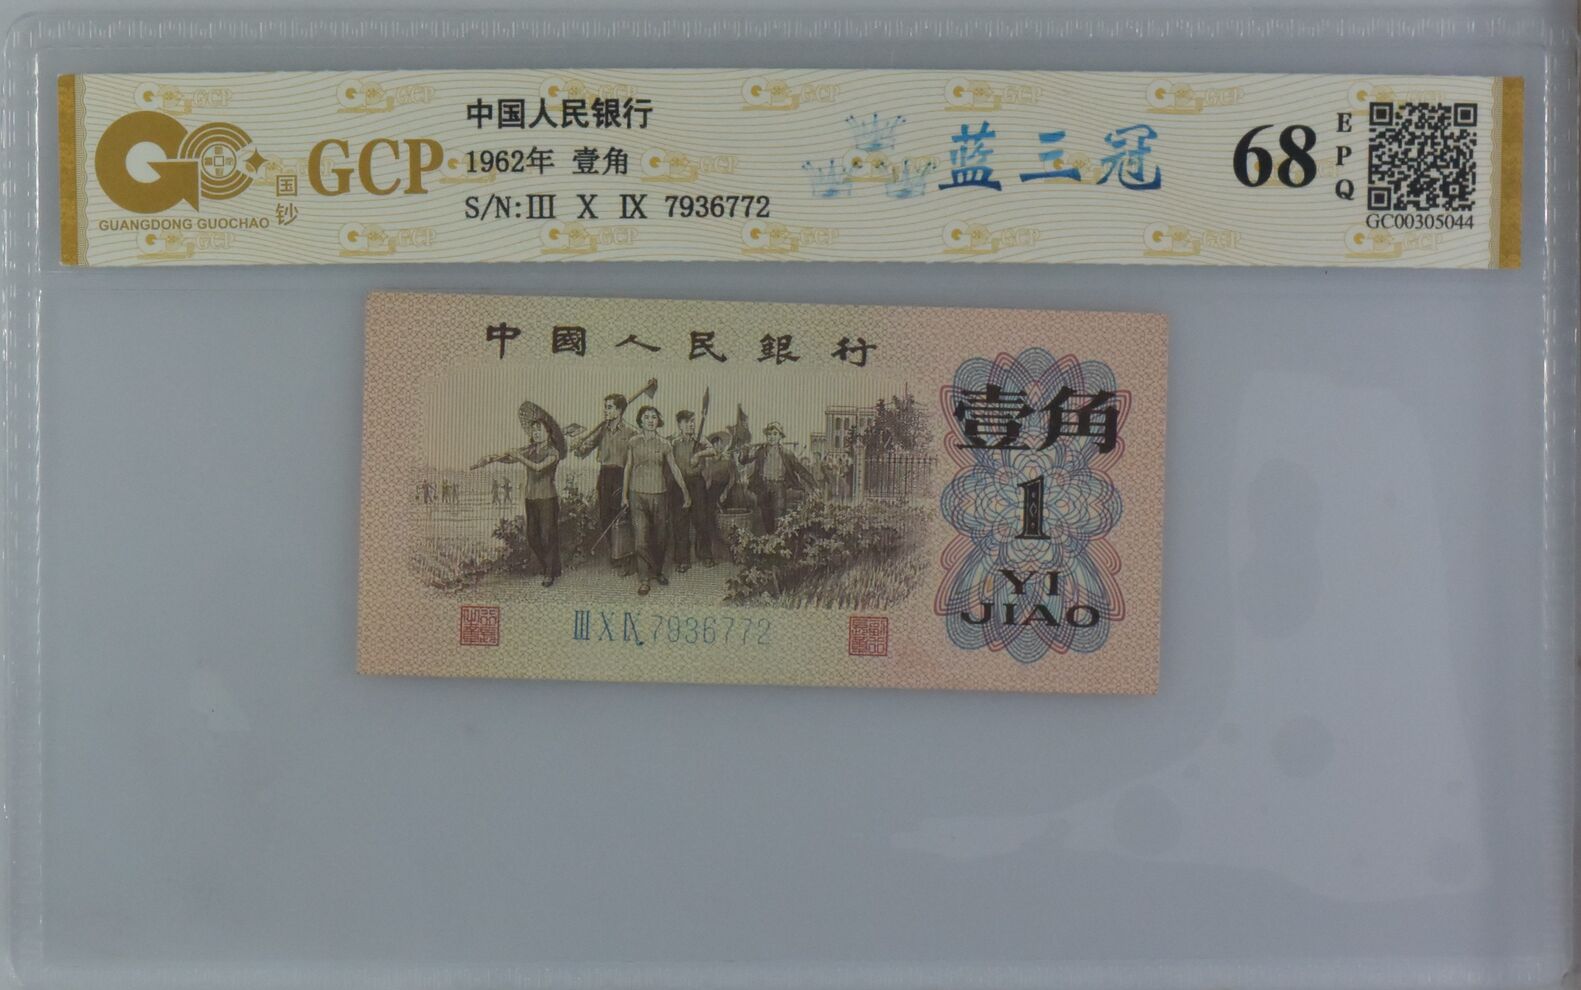 GCP
国钞
GUANGDONG GUOCHAO
中国人民银行
1962年 壹角
S/N:Ⅲ Ⅹ Ⅸ 7936772
蓝三冠
68
EPQ
GC00305044
中國人民銀行
壹角
1
YI
JIAO
ⅢⅩⅨ7936772